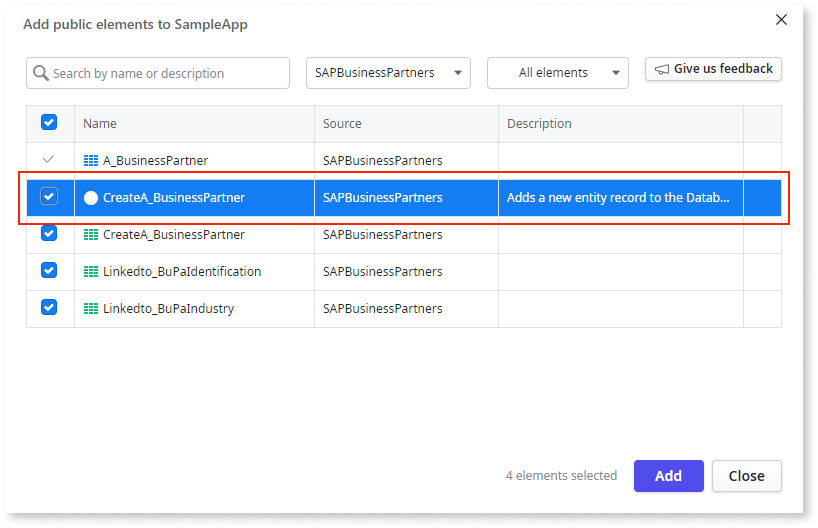 Add public elements to SampleApp
Search by name or description
SAPBusinessPartners
All elements
Give us feedback
Name Source Description
A_BusinessPartner SAPBusinessPartners
CreateA_BusinessPartner SAPBusinessPartners Adds a new entity record to the Datab...
CreateA_BusinessPartner SAPBusinessPartners
Linkedto_BuPaIdentification SAPBusinessPartners
Linkedto_BuPaIndustry SAPBusinessPartners
4 elements selected Add Close